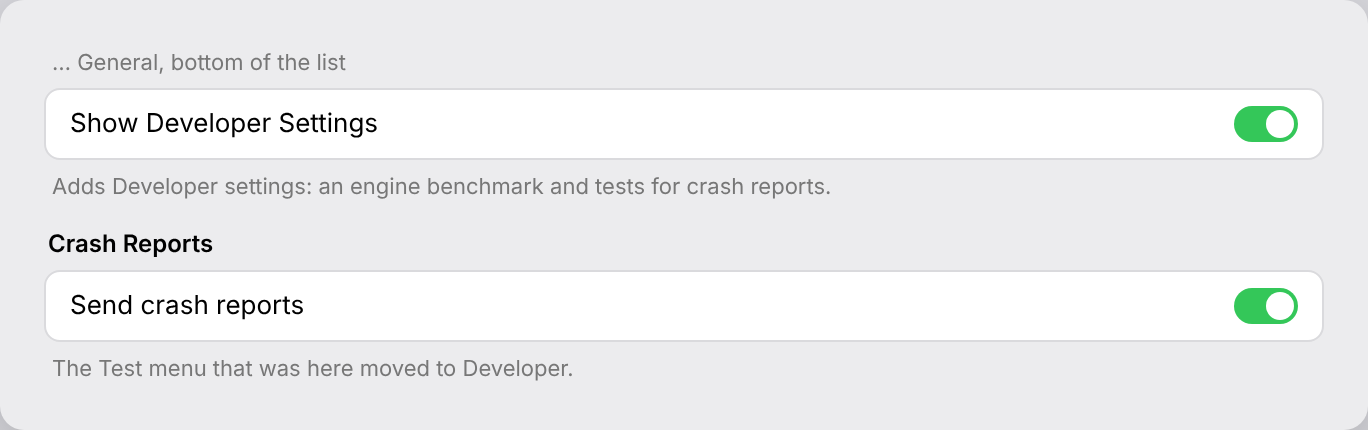 ... General, bottom of the list
Show Developer Settings
Adds Developer settings: an engine benchmark and tests for crash reports.
Crash Reports
Send crash reports
The Test menu that was here moved to Developer.